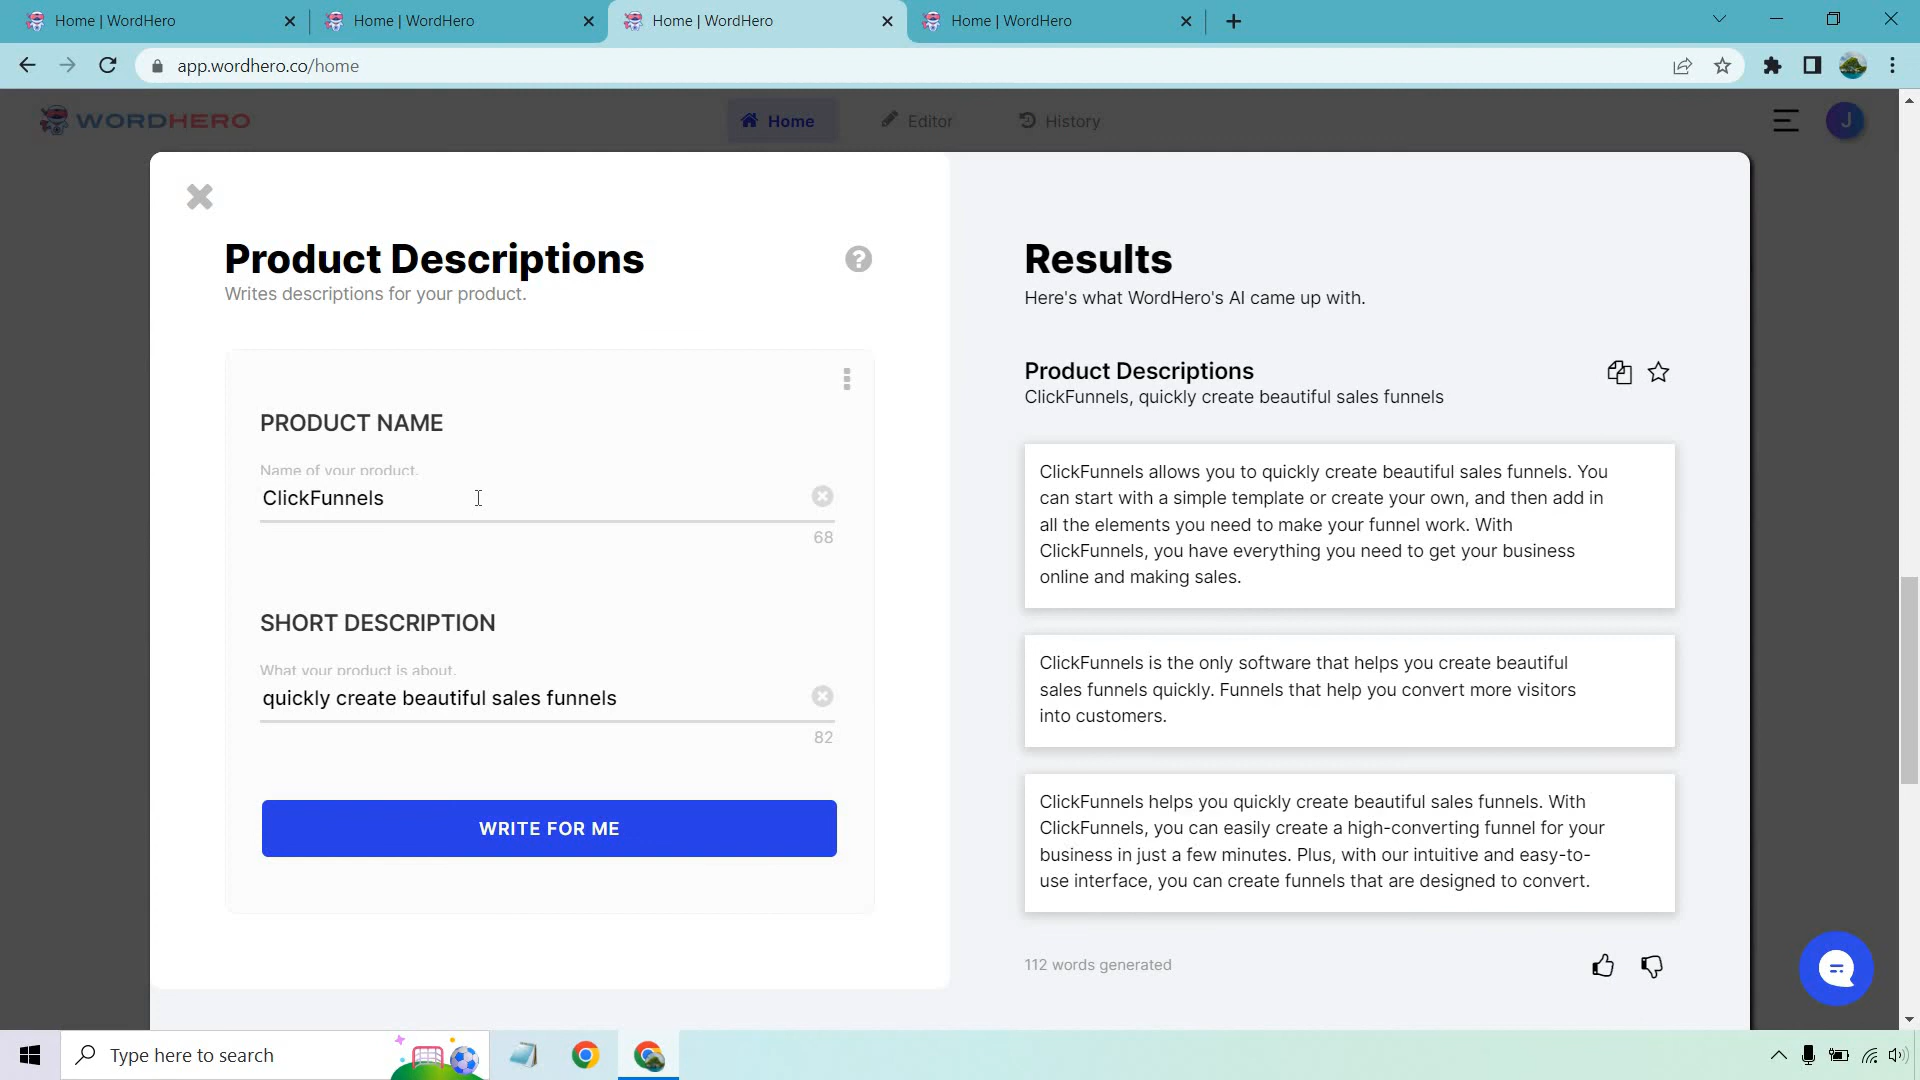 Home | WordHero
Home | WordHero
Home | WordHero
Home | WordHero
app.wordhero.co/home
WORDHERO
Home
Editor
History
J
Product Descriptions
Writes descriptions for your product.
PRODUCT NAME
Name of your product.
ClickFunnels
68
SHORT DESCRIPTION
What your product is about.
quickly create beautiful sales funnels
82
WRITE FOR ME
Results
Here's what WordHero's AI came up with.
Product Descriptions
ClickFunnels, quickly create beautiful sales funnels
ClickFunnels allows you to quickly create beautiful sales funnels. You
can start with a simple template or create your own, and then add in
all the elements you need to make your funnel work. With
ClickFunnels, you have everything you need to get your business
online and making sales.
ClickFunnels is the only software that helps you create beautiful
sales funnels quickly. Funnels that help you convert more visitors
into customers.
ClickFunnels helps you quickly create beautiful sales funnels. With
ClickFunnels, you can easily create a high-converting funnel for your
business in just a few minutes. Plus, with our intuitive and easy-to-
use interface, you can create funnels that are designed to convert.
112 words generated
Type here to search